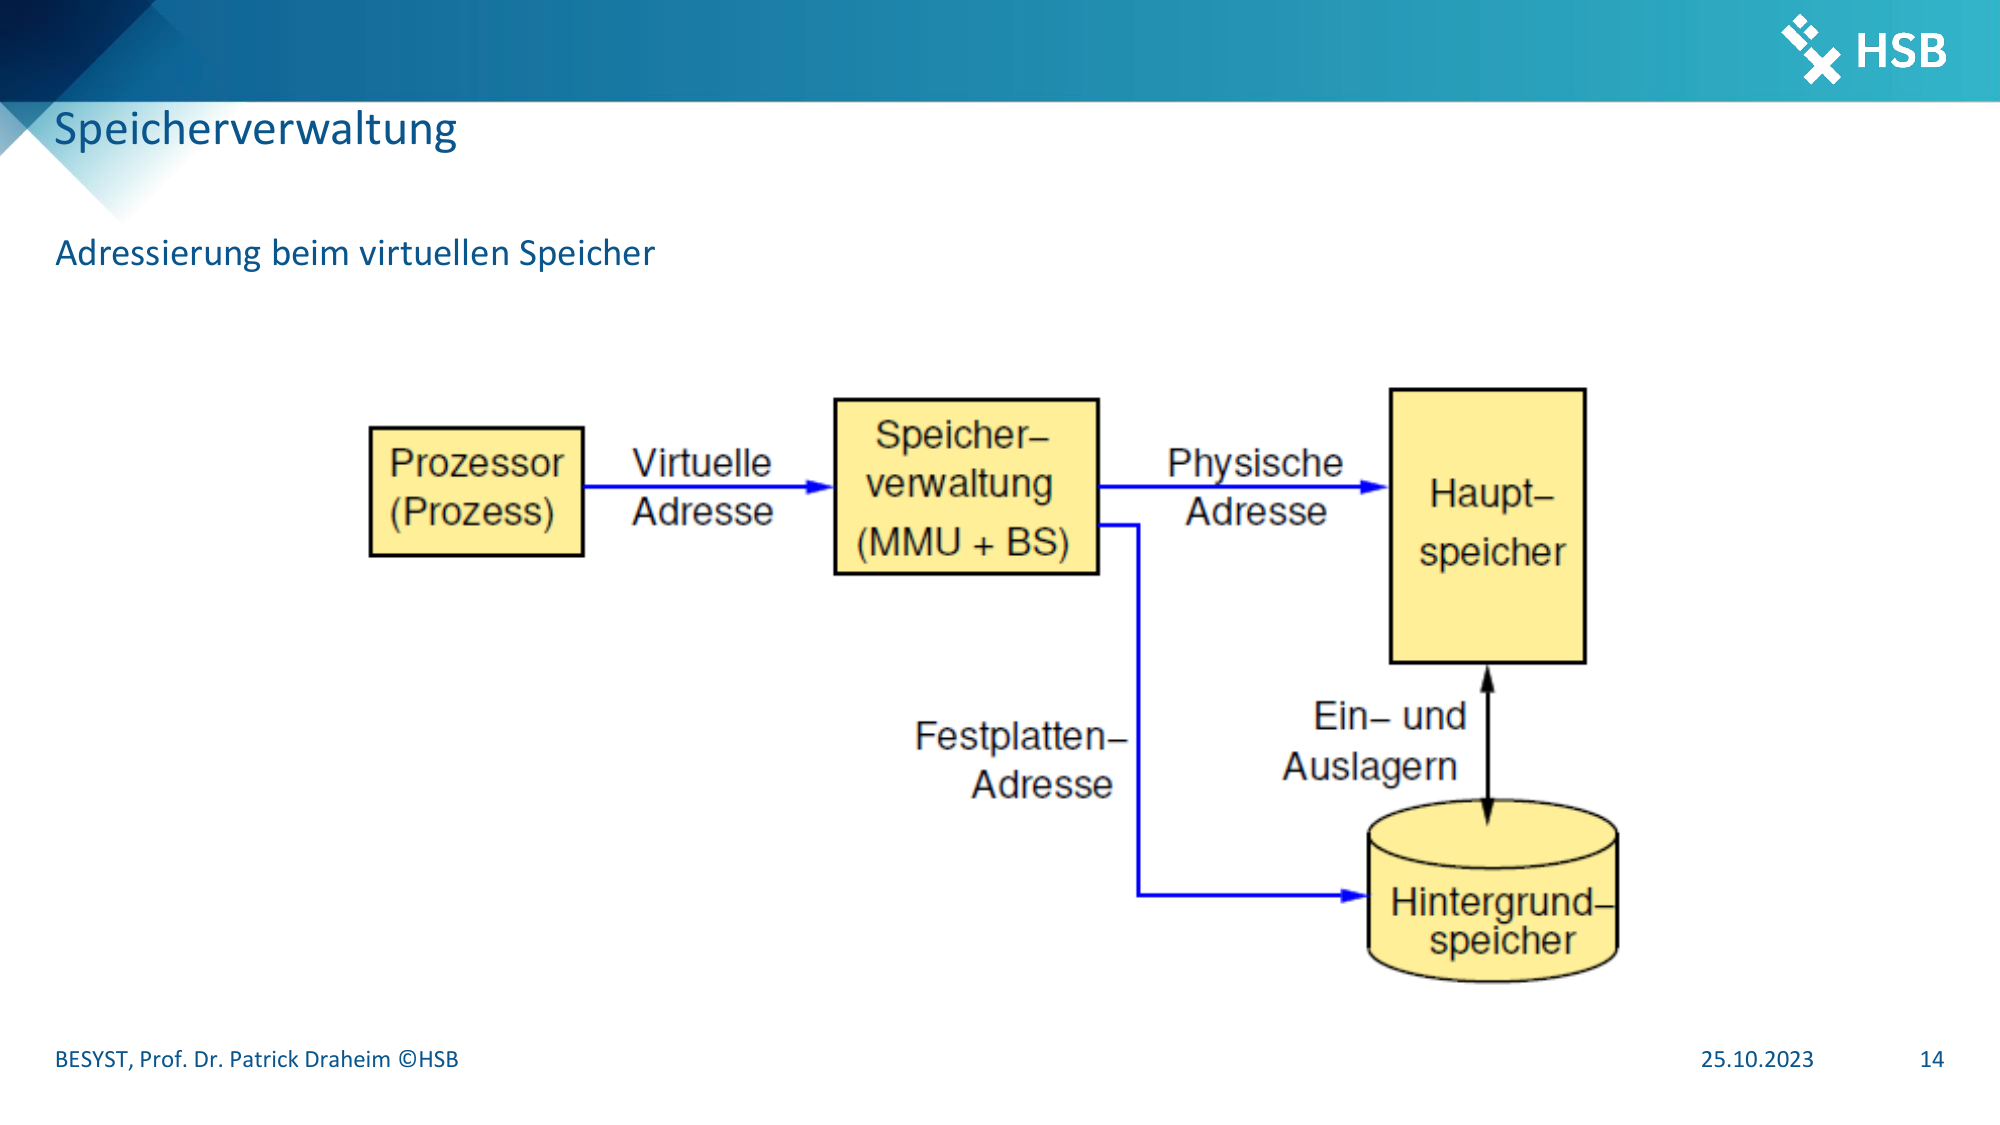 HSB
Speicherverwaltung
Adressierung beim virtuellen Speicher
Prozessor
(Prozess)
Virtuelle
Adresse
Speicher–
verwaltung
(MMU + BS)
Physische
Adresse
Haupt–
speicher
Festplatten–
Adresse
Ein– und
Auslagern
Hintergrund–
speicher
BESYST, Prof. Dr. Patrick Draheim ©HSB
25.10.2023
14